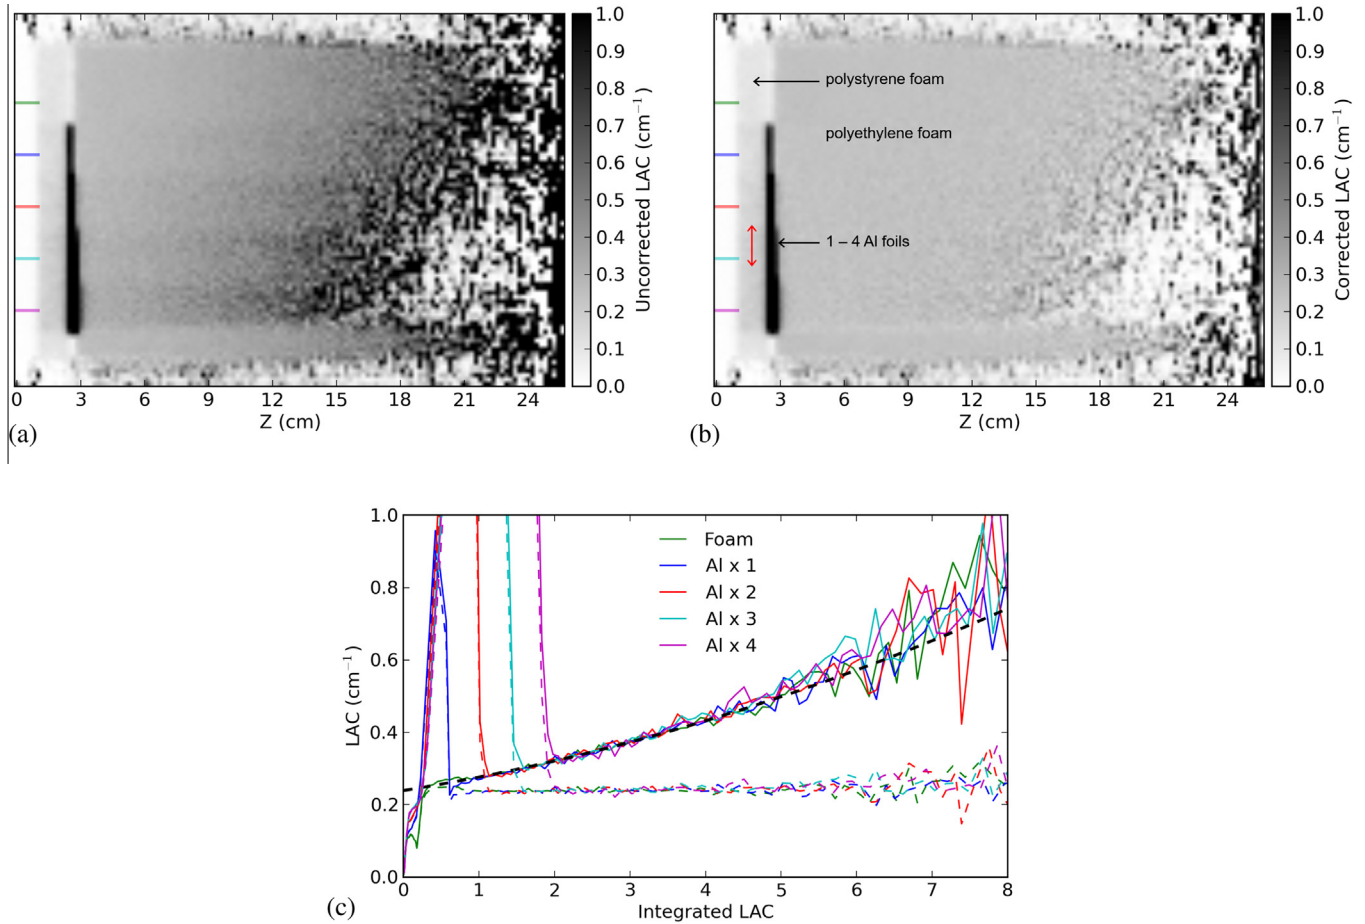 1.0
0.9
0.8
0.7
0.6
0.5
0.4
0.3
0.2
0.1
0.0
Uncorrected LAC (cm⁻¹)
0 3 6 9 12 15 18 21 24
Z (cm)
(a)
polystyrene foam
polyethylene foam
1 – 4 Al foils
1.0
0.9
0.8
0.7
0.6
0.5
0.4
0.3
0.2
0.1
0.0
Corrected LAC (cm⁻¹)
0 3 6 9 12 15 18 21 24
Z (cm)
(b)
1.0
0.8
0.6
0.4
0.2
0.0
LAC (cm⁻¹)
Foam
Al x 1
Al x 2
Al x 3
Al x 4
0 1 2 3 4 5 6 7 8
Integrated LAC
(c)